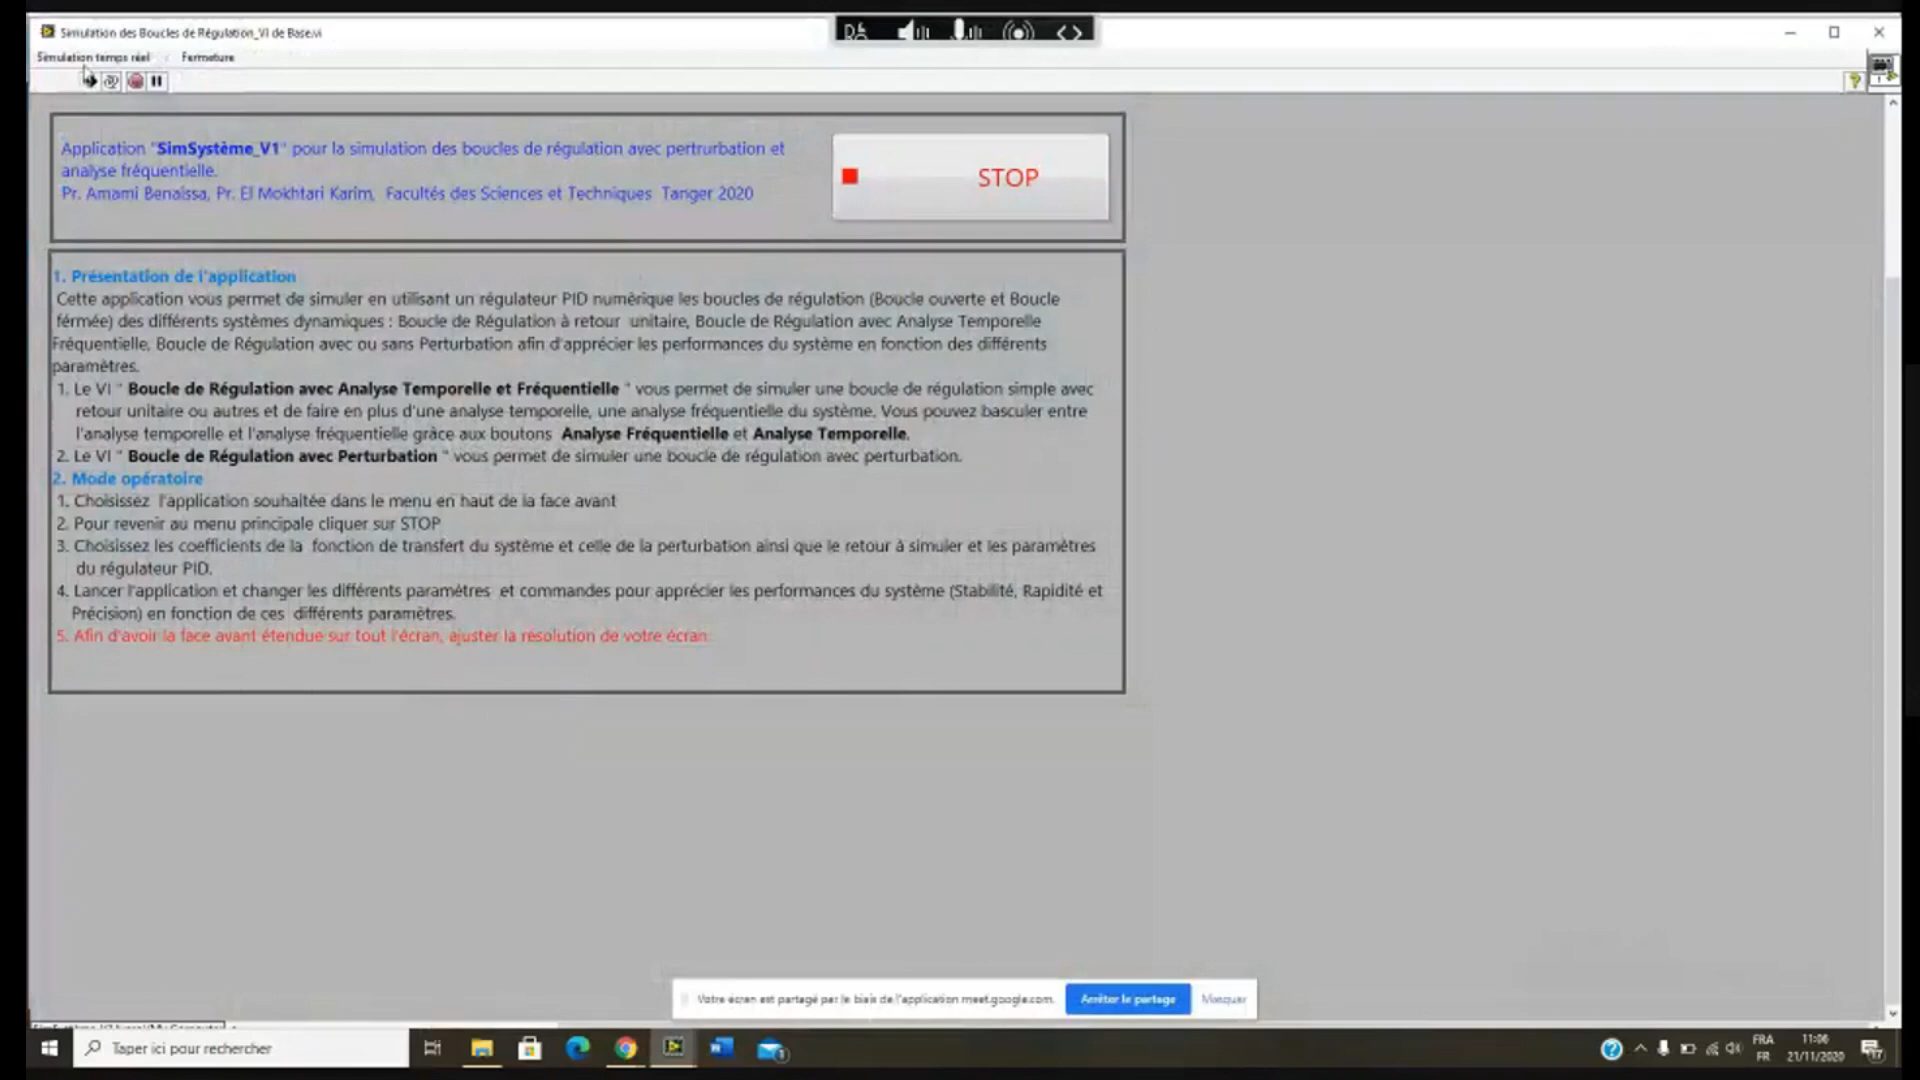 Simulation des Boucles de Régulation_VI de Base.vi
Simulation temps réel Fermeture
Application "SimSystème_V1" pour la simulation des boucles de régulation avec pertrurbation et
analyse fréquentielle.
Pr. Amami Benaissa, Pr. El Mokhtari Karim, Facultés des Sciences et Techniques Tanger 2020
STOP
1. Présentation de l'application
Cette application vous permet de simuler en utilisant un régulateur PID numérique les boucles de régulation (Boucle ouverte et Boucle
férmée) des différents systèmes dynamiques : Boucle de Régulation à retour unitaire, Boucle de Régulation avec Analyse Temporelle
Fréquentielle, Boucle de Régulation avec ou sans Perturbation afin d'apprécier les performances du système en fonction des différents
paramètres.
1. Le VI " Boucle de Régulation avec Analyse Temporelle et Fréquentielle " vous permet de simuler une boucle de régulation simple avec
retour unitaire ou autres et de faire en plus d'une analyse temporelle, une analyse fréquentielle du système. Vous pouvez basculer entre
l'analyse temporelle et l'analyse fréquentielle grâce aux boutons Analyse Fréquentielle et Analyse Temporelle.
2. Le VI " Boucle de Régulation avec Perturbation " vous permet de simuler une boucle de régulation avec perturbation.
2. Mode opératoire
1. Choisissez l'application souhaitée dans le menu en haut de la face avant
2. Pour revenir au menu principale cliquer sur STOP
3. Choisissez les coefficients de la fonction de transfert du système et celle de la perturbation ainsi que le retour à simuler et les paramètres
du régulateur PID.
4. Lancer l'application et changer les différents paramètres et commandes pour apprécier les performances du système (Stabilité, Rapidité et
Précision) en fonction de ces différents paramètres.
5. Afin d'avoir la face avant étendue sur tout l'écran, ajuster la résolution de votre écran
Votre écran est partagé par le biais de l'application meet.google.com.
Arrêter le partage
Masquer
Taper ici pour rechercher
FRA
FR
11:06
21/11/2020